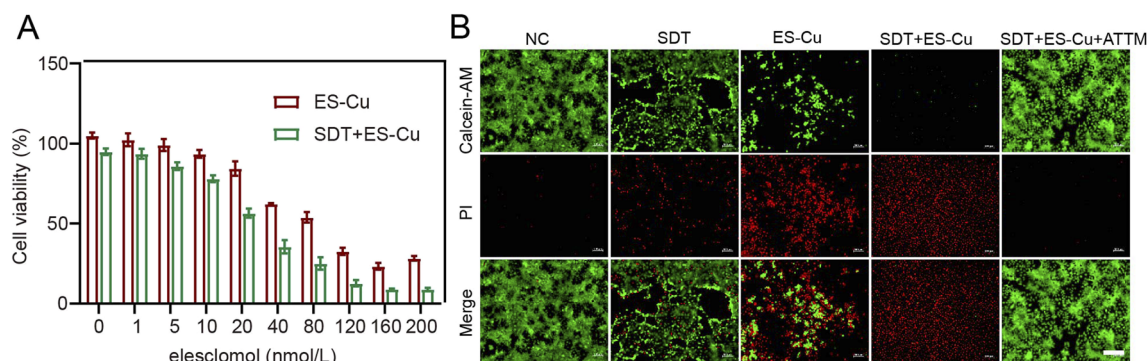 A
Cell viability (%)
150
100
50
0
ES-Cu
SDT+ES-Cu
0 1 5 10 20 40 80 120 160 200
elesclomol (nmol/L)
B
NC SDT ES-Cu SDT+ES-Cu SDT+ES-Cu+ATTM
Calcein-AM
PI
Merge